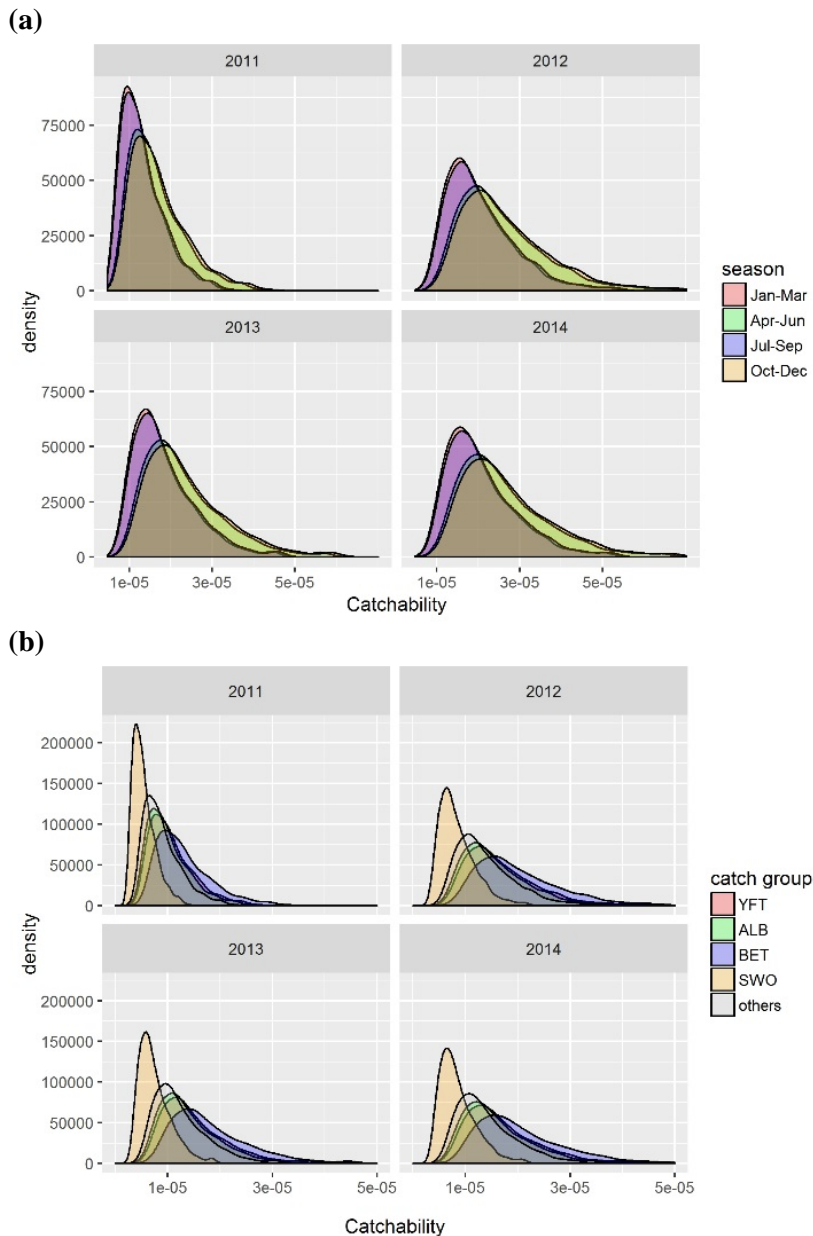 (a)
2011 2012
75000
50000
25000
0
2013 2014
75000
50000
25000
0
1e-05 3e-05 5e-05 1e-05 3e-05 5e-05
Catchability
density
season
Jan-Mar
Apr-Jun
Jul-Sep
Oct-Dec
(b)
2011 2012
200000
150000
100000
50000
0
2013 2014
200000
150000
100000
50000
0
1e-05 3e-05 5e-05 1e-05 3e-05 5e-05
Catchability
density
catch group
YFT
ALB
BET
SWO
others